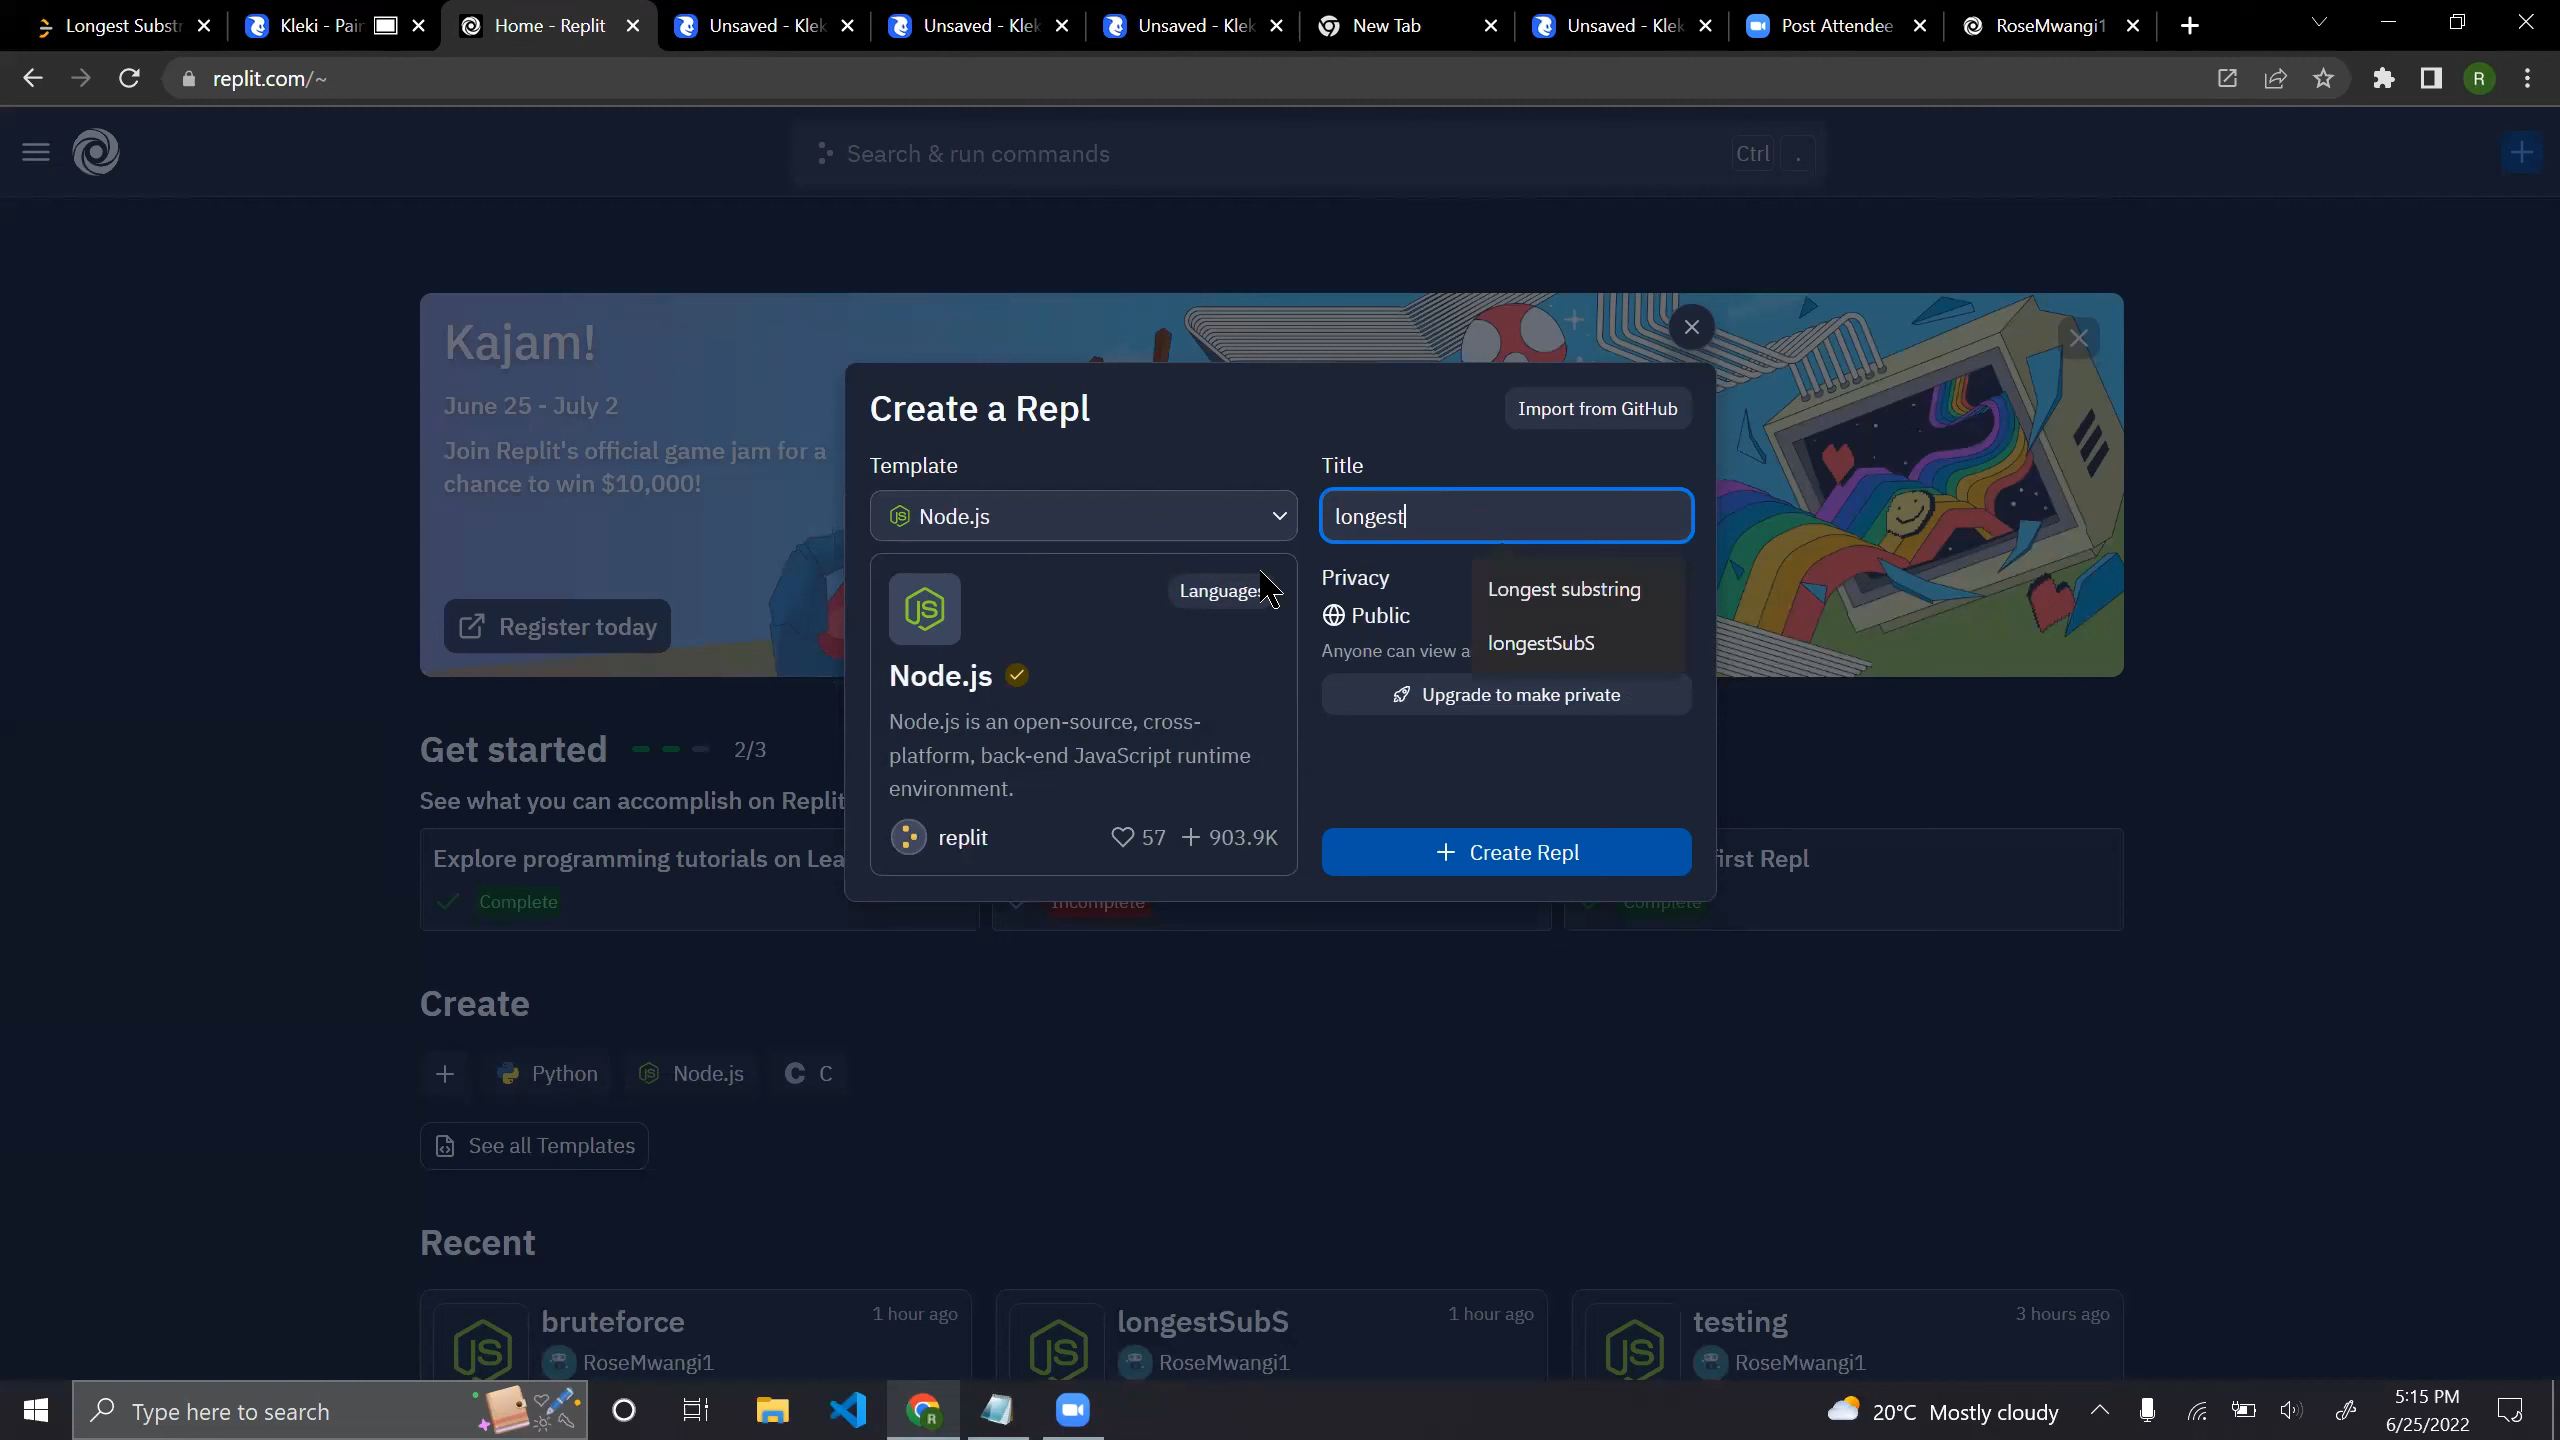 Longest Substr
Kleki - Pain
Home - Replit
Unsaved - Klek
Unsaved - Klek
Unsaved - Klek
New Tab
Unsaved - Klek
Post Attendee
RoseMwangi1
replit.com/~
R
Search & run commands
Ctrl .
Kajam!
June 25 - July 2
Join Replit's official game jam for a
chance to win $10,000!
Register today
Create a Repl
Import from GitHub
Template
Title
Node.js
longest
JS
Languages
Node.js
Node.js is an open-source, cross-
platform, back-end JavaScript runtime
environment.
replit
57
903.9K
Privacy
Public
Anyone can view a
Longest substring
longestSubS
Upgrade to make private
Create Repl
Get started
2/3
See what you can accomplish on Replit
Explore programming tutorials on Lea
Complete
Incomplete
irst Repl
Complete
Create
Python
Node.js
C
See all Templates
Recent
bruteforce
1 hour ago
RoseMwangi1
longestSubS
1 hour ago
RoseMwangi1
testing
3 hours ago
RoseMwangi1
Type here to search
20°C Mostly cloudy
5:15 PM
6/25/2022